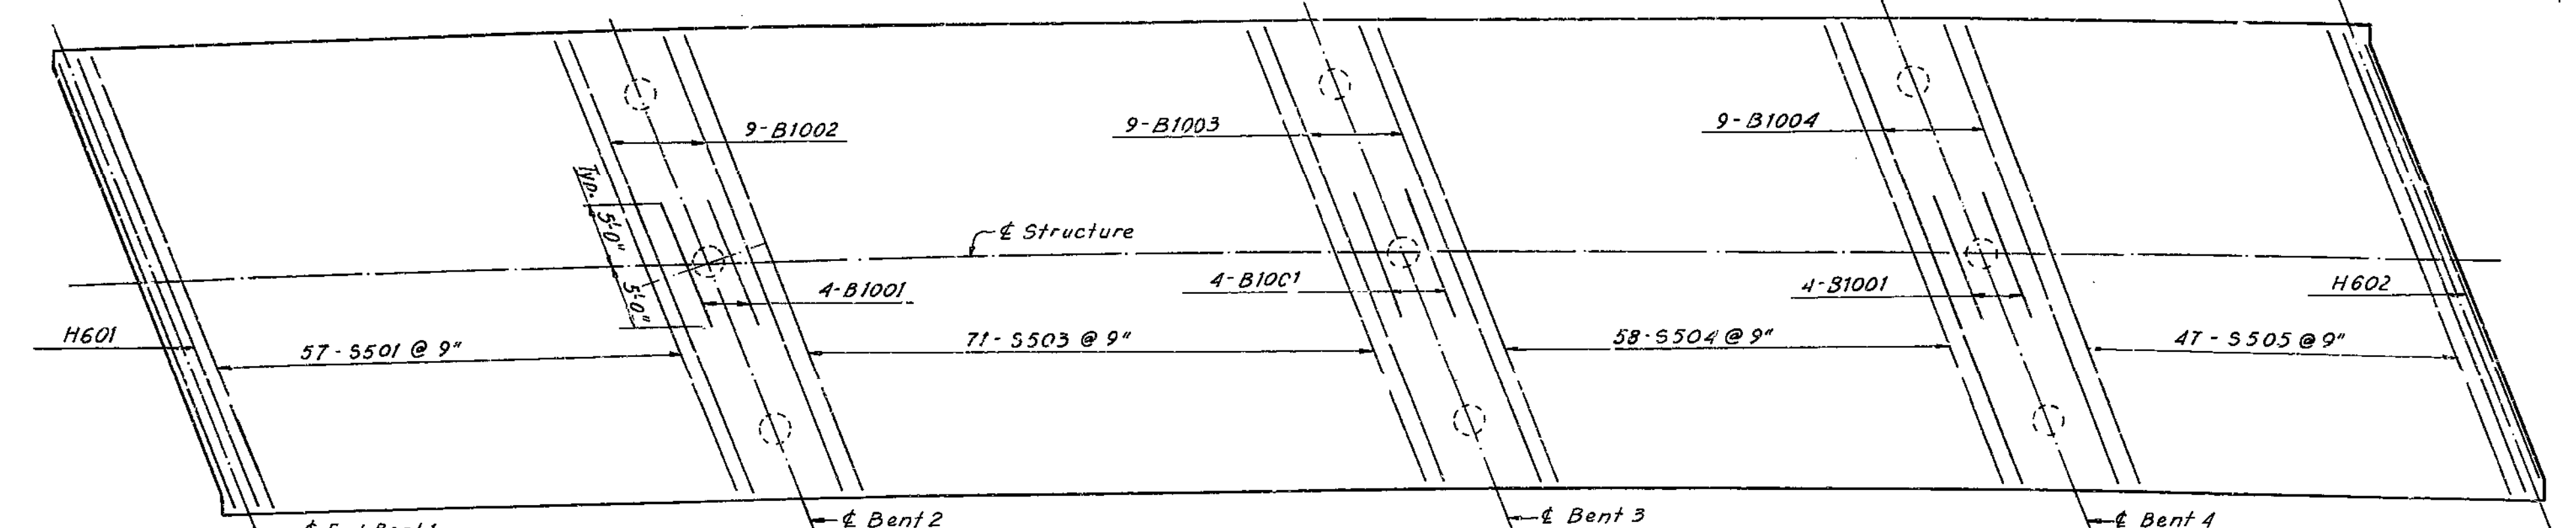 9-B1002
9-B1003
9-B1004
Typ.
5'-0"
5'-0"
℄ Structure
4-B1001
4-B1001
4-B1001
H602
H601
57-S501 @ 9"
71-S503 @ 9"
58-S504 @ 9"
47-S505 @ 9"
℄ Bent 2
℄ Bent 3
℄ Bent 4